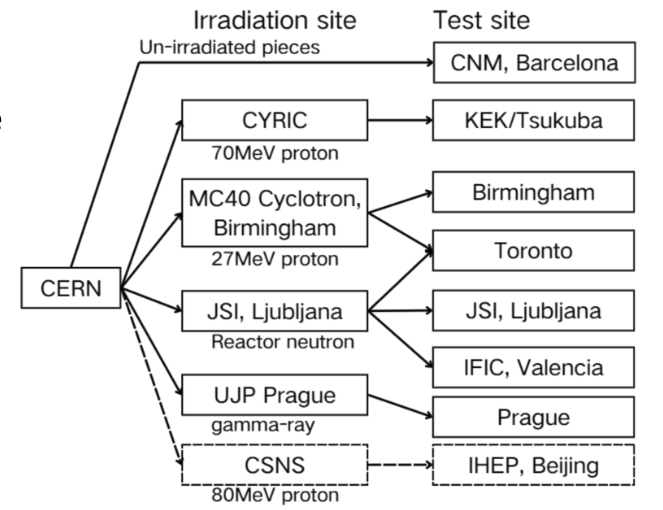 Irradiation site
Test site
Un-irradiated pieces
CNM, Barcelona
e
CYRIC
KEK/Tsukuba
70MeV proton
MC40 Cyclotron,
Birmingham
Birmingham
27MeV proton
Toronto
CERN
JSI, Ljubljana
JSI, Ljubljana
Reactor neutron
IFIC, Valencia
UJP Prague
Prague
gamma-ray
CSNS
IHEP, Beijing
80MeV proton